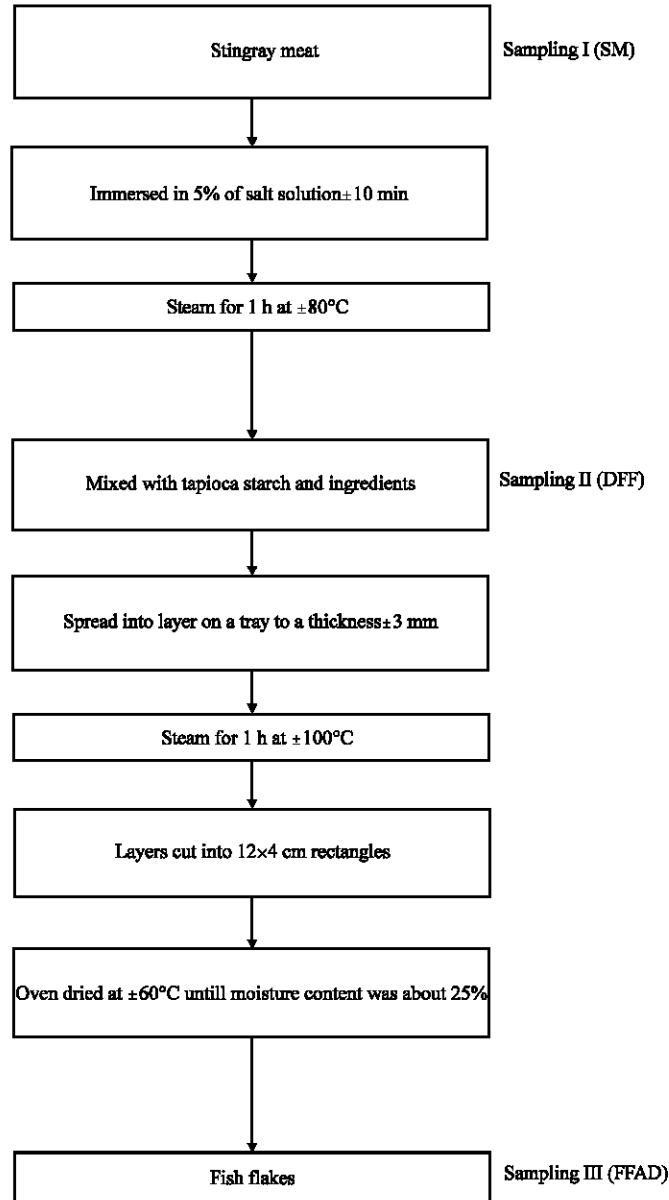 Stingray meat
Sampling I (SM)
Immersed in 5% of salt solution±10 min
Steam for 1 h at ±80°C
Mixed with tapioca starch and ingredients
Sampling II (DFF)
Spread into layer on a tray to a thickness±3 mm
Steam for 1 h at ±100°C
Layers cut into 12×4 cm rectangles
Oven dried at ±60°C untill moisture content was about 25%
Fish flakes
Sampling III (FFAD)